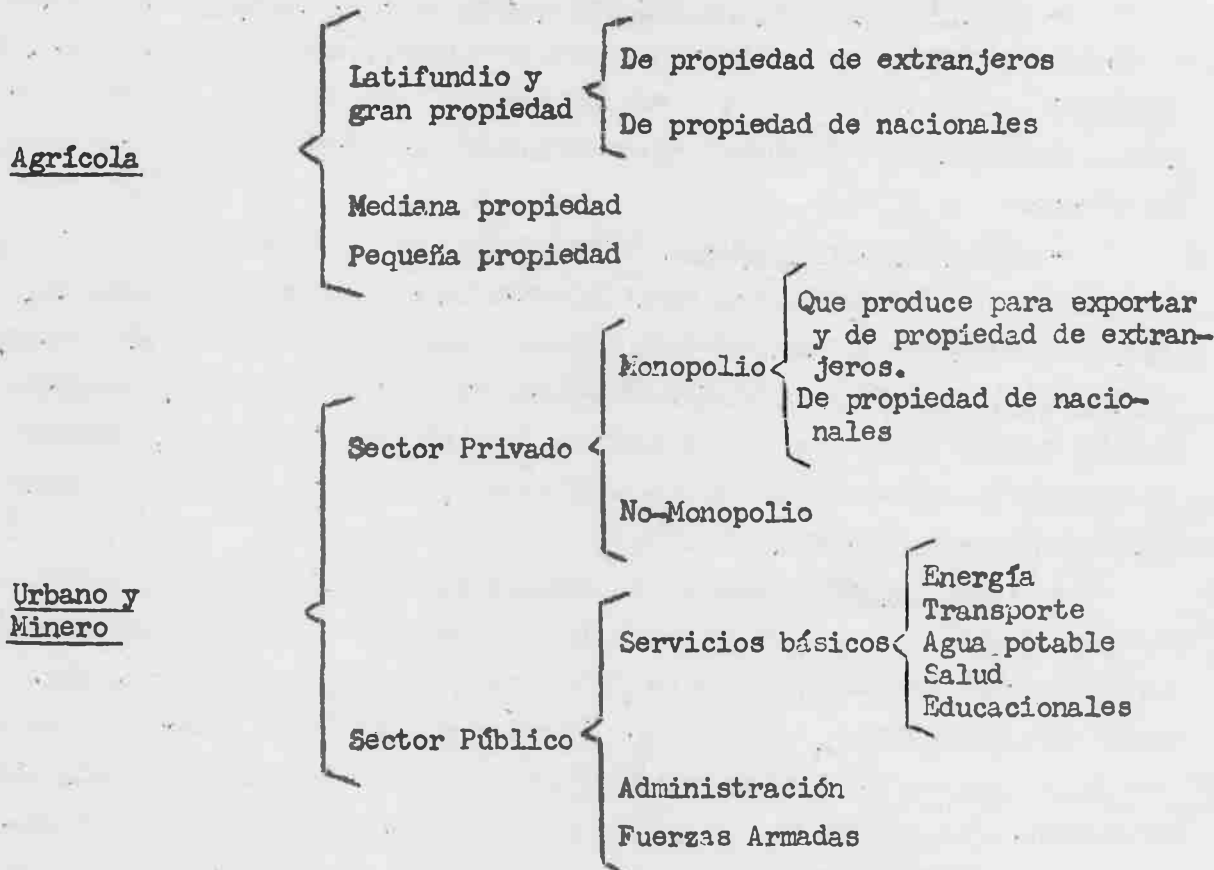 Agrícola
Latifundio y
gran propiedad
De propiedad de extranjeros
De propiedad de nacionales
Mediana propiedad
Pequeña propiedad
Urbano y
Minero
Sector Privado
Monopolio
Que produce para exportar
y de propiedad de extran-
jeros.
De propiedad de nacio-
nales
No-Monopolio
Sector Público
Servicios básicos
Energía
Transporte
Agua potable
Salud
Educacionales
Administración
Fuerzas Armadas